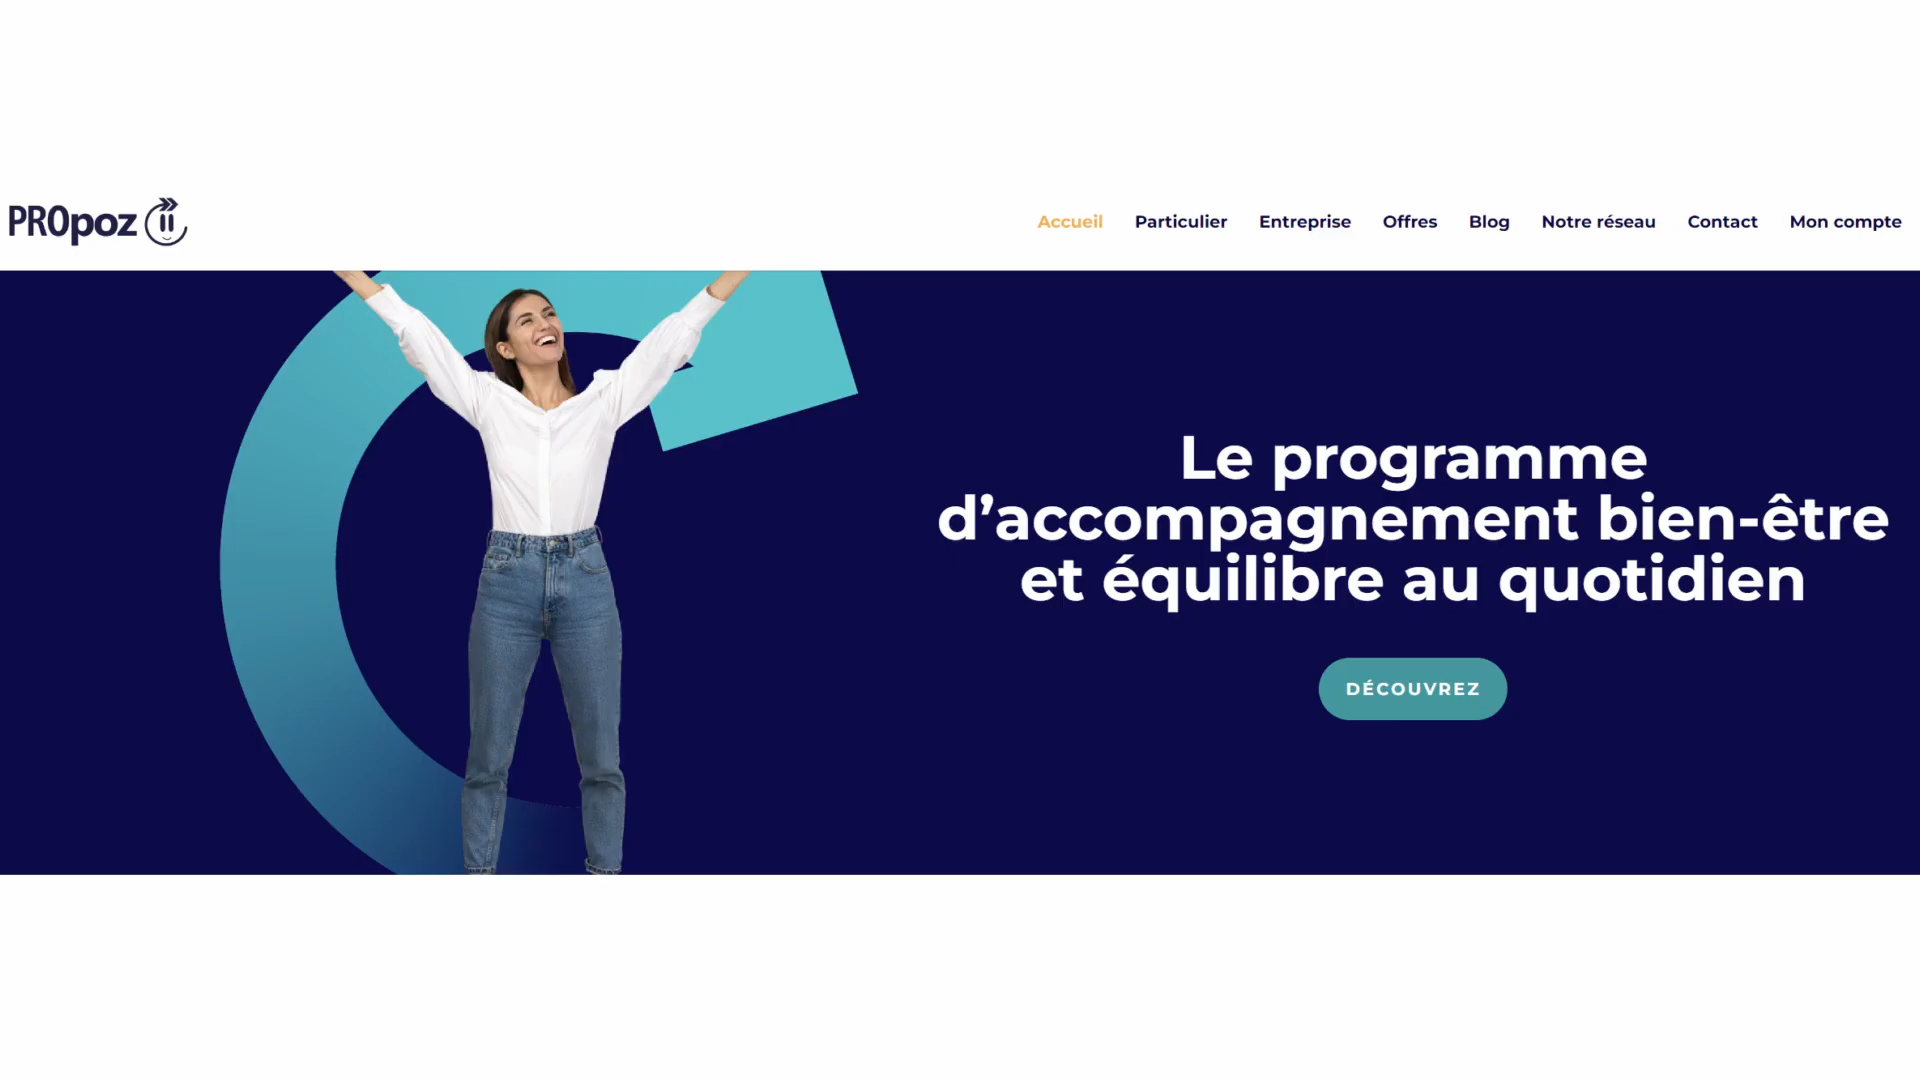 PROpoz
Accueil Particulier Entreprise Offres Blog Notre réseau Contact Mon compte
Le programme
d’accompagnement bien-être
et équilibre au quotidien
DÉCOUVREZ